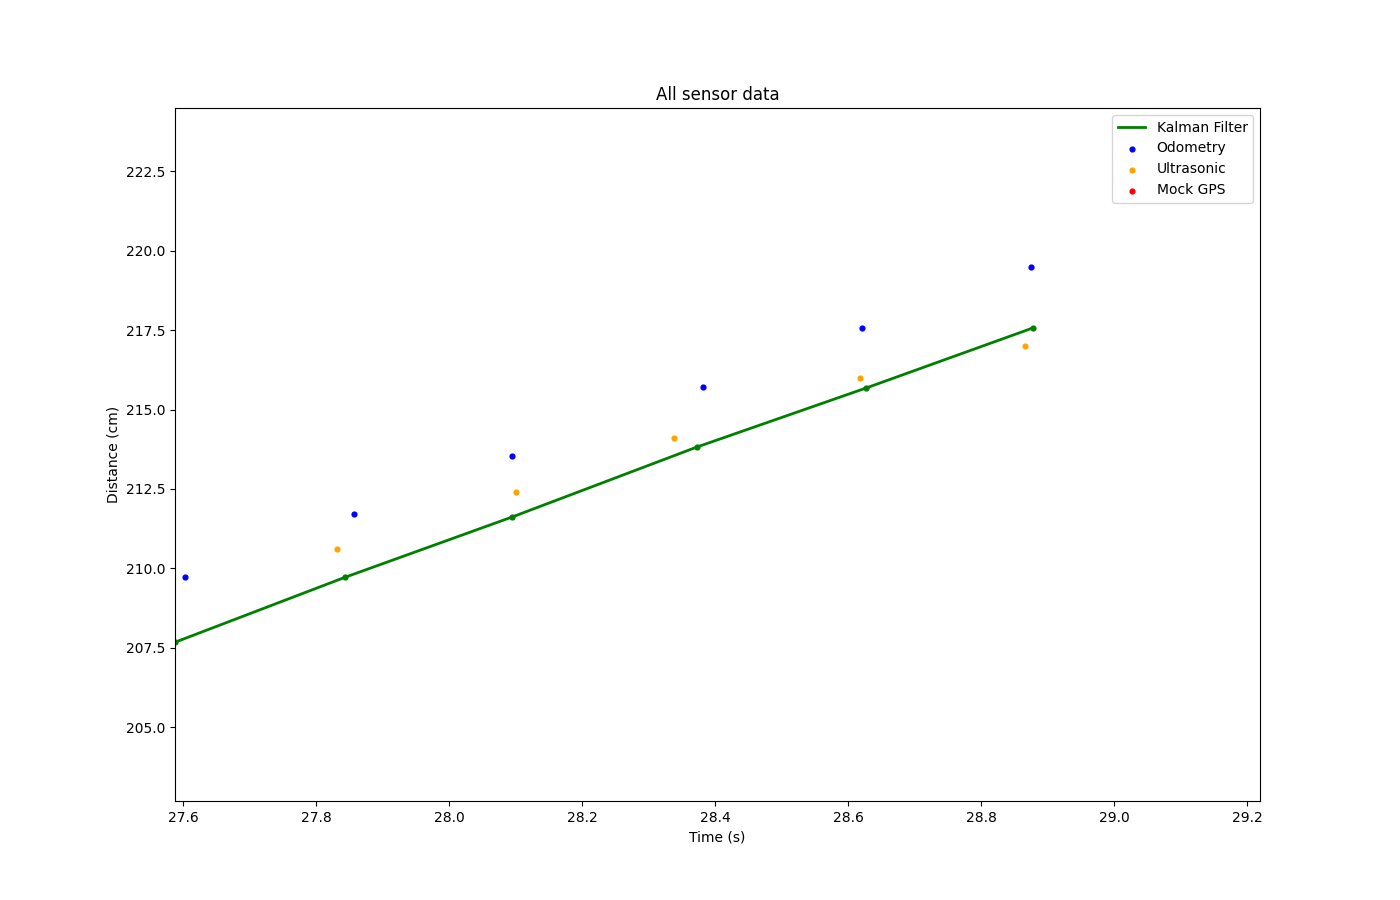 All sensor data
Kalman Filter
Odometry
Ultrasonic
Mock GPS
222.5
220.0
217.5
215.0
212.5
210.0
207.5
205.0
Distance (cm)
27.6 27.8 28.0 28.2 28.4 28.6 28.8 29.0 29.2
Time (s)